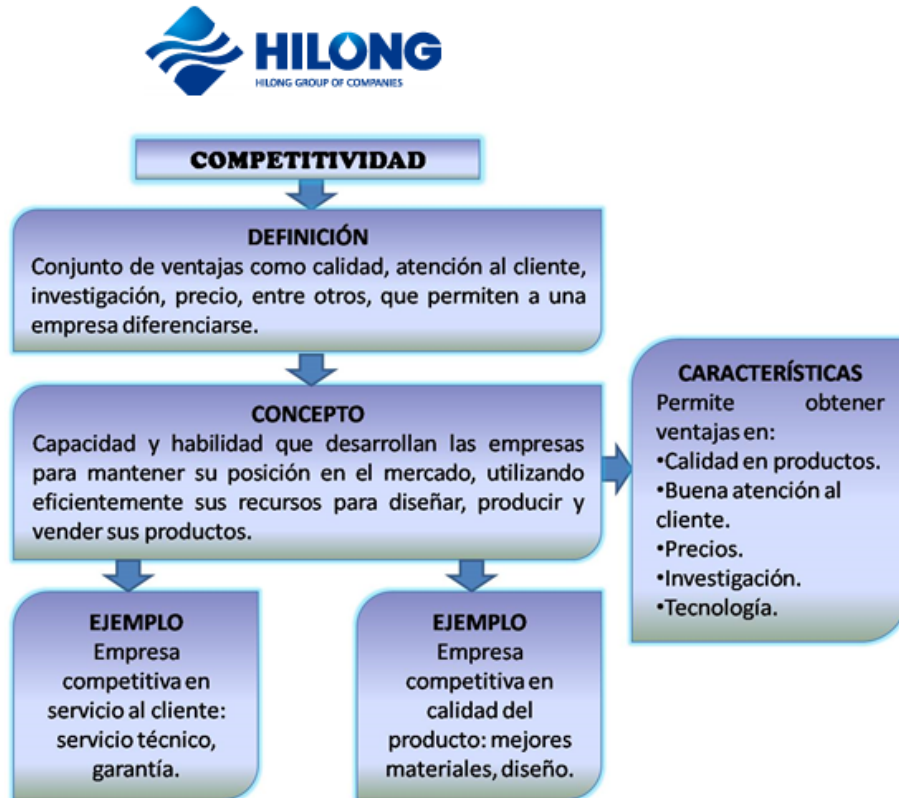 HILONG
HILONG GROUP OF COMPANIES
COMPETITIVIDAD
DEFINICIÓN
Conjunto de ventajas como calidad, atención al cliente,
investigación, precio, entre otros, que permiten a una
empresa diferenciarse.
CONCEPTO
Capacidad y habilidad que desarrollan las empresas
para mantener su posición en el mercado, utilizando
eficientemente sus recursos para diseñar, producir y
vender sus productos.
CARACTERÍSTICAS
Permite obtener
ventajas en:
•Calidad en productos.
•Buena atención al
cliente.
•Precios.
•Investigación.
•Tecnología.
EJEMPLO
Empresa
competitiva en
servicio al cliente:
servicio técnico,
garantía.
EJEMPLO
Empresa
competitiva en
calidad del
producto: mejores
materiales, diseño.